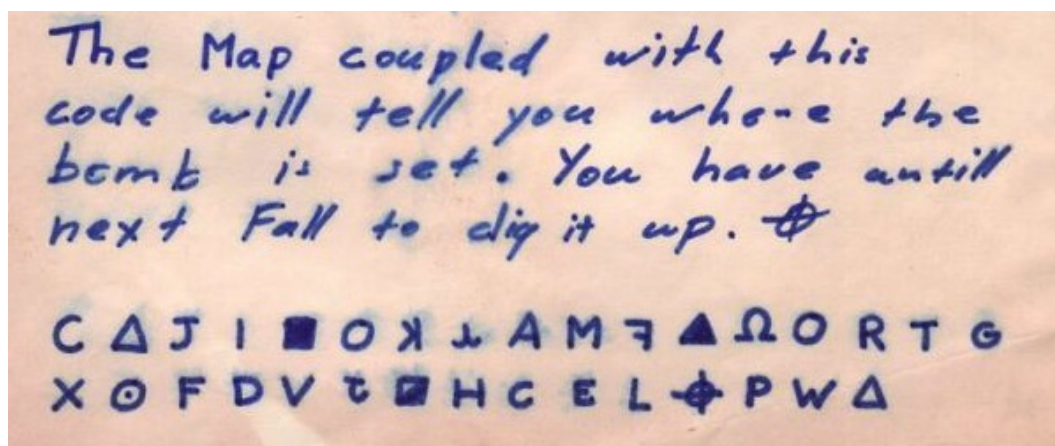 The Map coupled with this
code will tell you where the
bomb is set. You have untill
next Fall to dig it up. ⌖
C Δ J I ■ O ꓘ ⅄ A M ꟻ ▲ Ω O R T G
X ⊙ F D V ㄊ ◪ H C E L ⌖ P W Δ